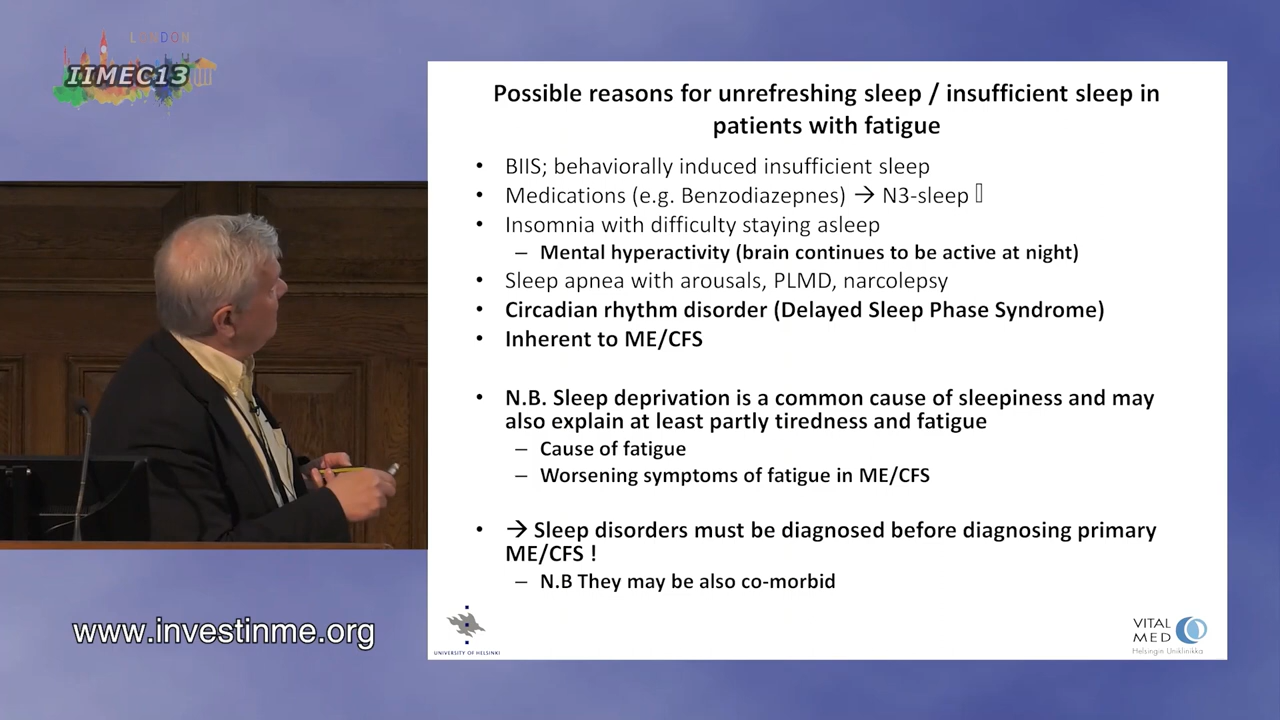 LONDON
IIMEC13
Possible reasons for unrefreshing sleep / insufficient sleep in
patients with fatigue
• BIIS; behaviorally induced insufficient sleep
• Medications (e.g. Benzodiazepnes) → N3-sleep
• Insomnia with difficulty staying asleep
– Mental hyperactivity (brain continues to be active at night)
• Sleep apnea with arousals, PLMD, narcolepsy
• Circadian rhythm disorder (Delayed Sleep Phase Syndrome)
• Inherent to ME/CFS
• N.B. Sleep deprivation is a common cause of sleepiness and may
also explain at least partly tiredness and fatigue
– Cause of fatigue
– Worsening symptoms of fatigue in ME/CFS
• → Sleep disorders must be diagnosed before diagnosing primary
ME/CFS !
– N.B They may be also co-morbid
www.investinme.org
UNIVERSITY OF HELSINKI
VITAL
MED
Helsingin Uniklinikka